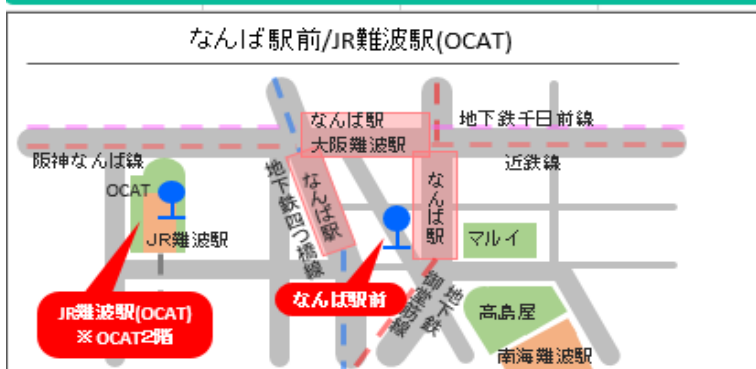 なんば駅前/JR難波駅(OCAT)
なんば駅
大阪難波駅
地下鉄千日前線
阪神なんば線
近鉄線
OCAT
JR難波駅
地下鉄四つ橋線
なんば駅
なんば駅
マルイ
なんば駅前
JR難波駅(OCAT)
※ OCAT2階
地下鉄
御堂筋線
高島屋
南海難波駅